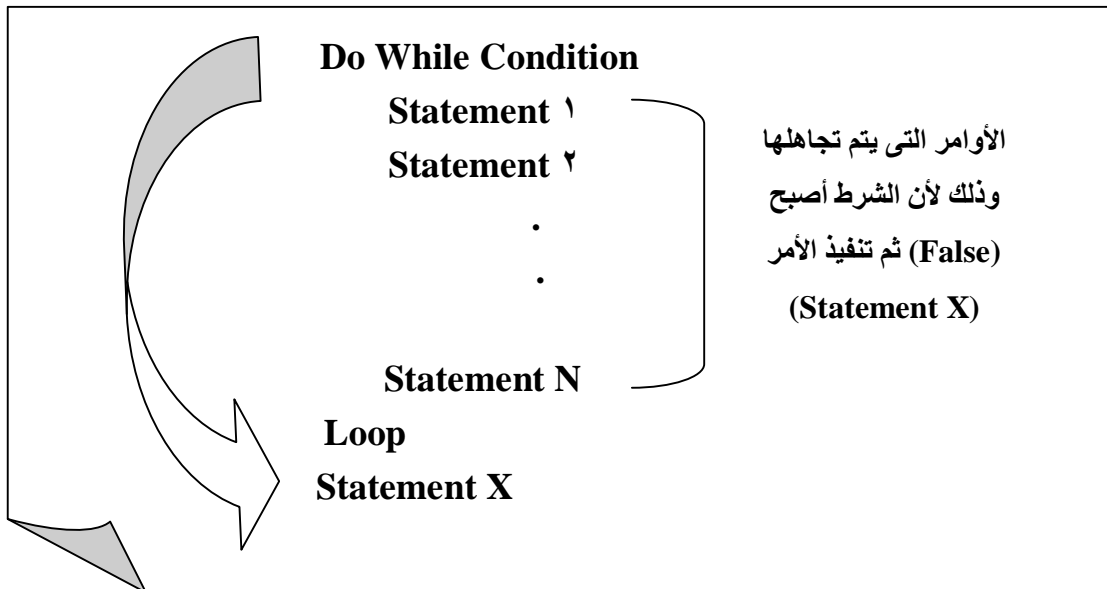 Do While Condition
Statement ١
Statement ٢
.
.
Statement N
Loop
Statement X
الأوامر التى يتم تجاهلها
وذلك لأن الشرط أصبح
(False) ثم تنفيذ الأمر
(Statement X)